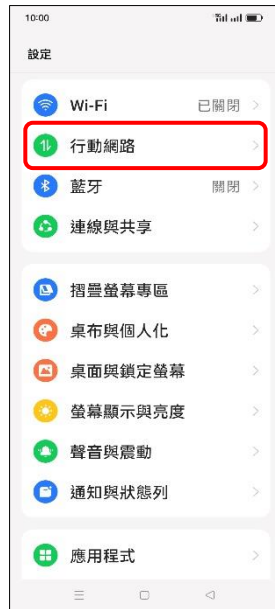 10:00
設定
Wi-Fi 已關閉
行動網路
藍牙 關閉
連線與共享
摺疊螢幕專區
桌布與個人化
桌面與鎖定螢幕
螢幕顯示與亮度
聲音與震動
通知與狀態列
應用程式